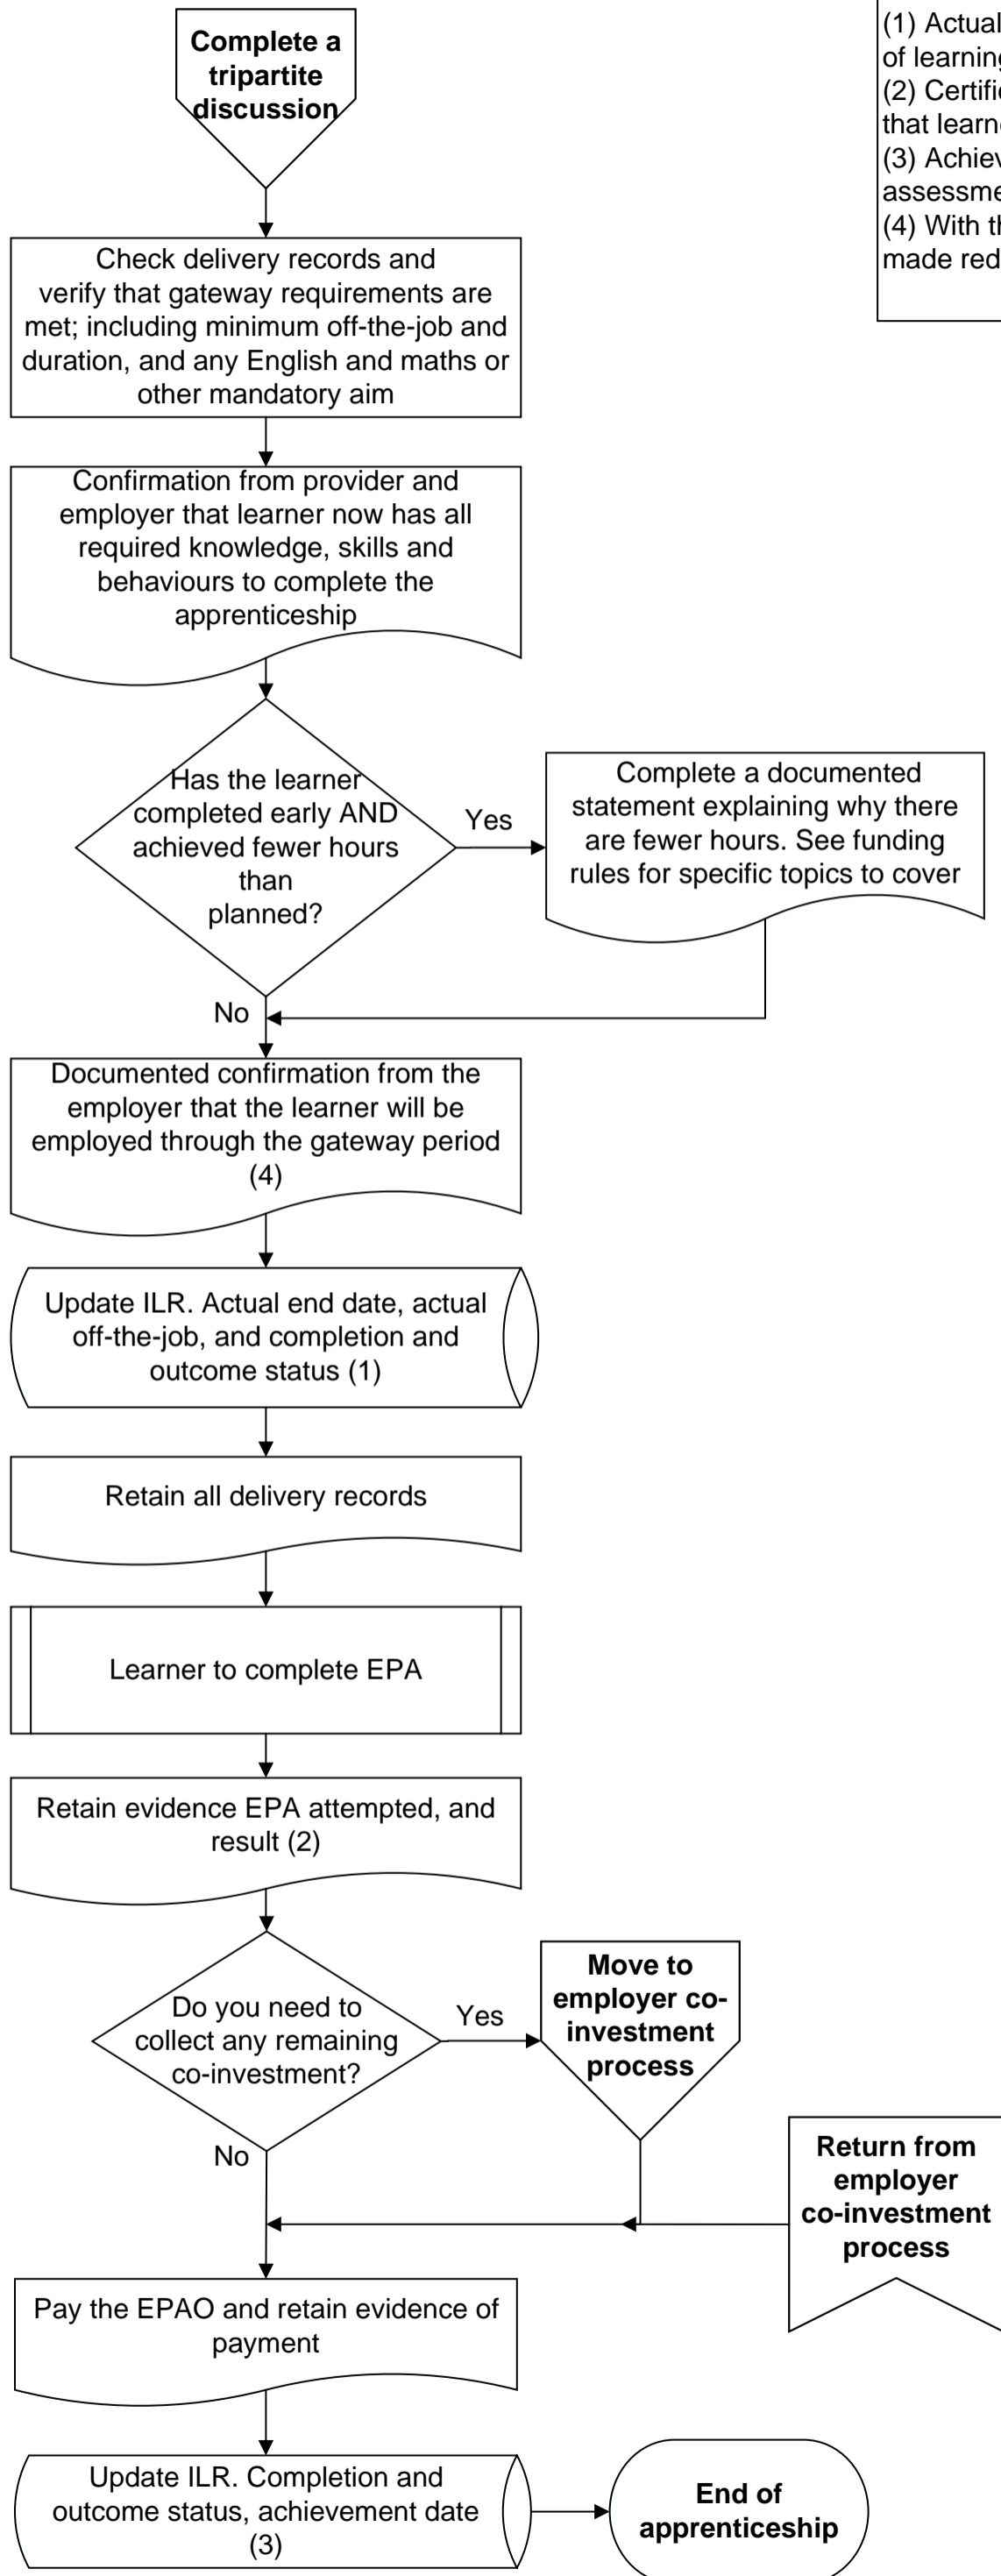 Complete a
tripartite
discussion
(1) Actual
of learning
(2) Certific
that learne
(3) Achiev
assessme
(4) With th
made red
Check delivery records and
verify that gateway requirements are
met; including minimum off-the-job and
duration, and any English and maths or
other mandatory aim
Confirmation from provider and
employer that learner now has all
required knowledge, skills and
behaviours to complete the
apprenticeship
Has the learner
completed early AND
achieved fewer hours
than
planned?
Yes
Complete a documented
statement explaining why there
are fewer hours. See funding
rules for specific topics to cover
No
Documented confirmation from the
employer that the learner will be
employed through the gateway period
(4)
Update ILR. Actual end date, actual
off-the-job, and completion and
outcome status (1)
Retain all delivery records
Learner to complete EPA
Retain evidence EPA attempted, and
result (2)
Do you need to
collect any remaining
co-investment?
Yes
Move to
employer co-
investment
process
No
Return from
employer
co-investment
process
Pay the EPAO and retain evidence of
payment
Update ILR. Completion and
outcome status, achievement date
(3)
End of
apprenticeship